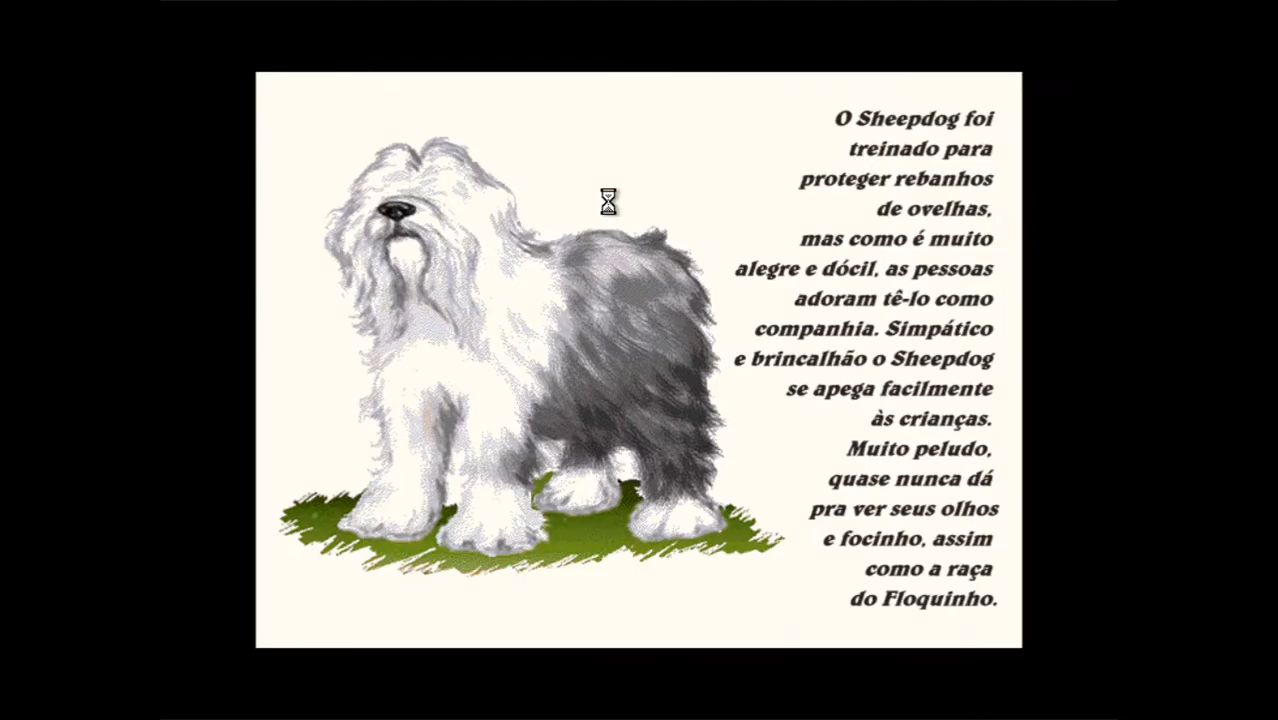 O Sheepdog foi
treinado para
proteger rebanhos
de ovelhas,
mas como é muito
alegre e dócil, as pessoas
adoram tê-lo como
companhia. Simpático
e brincalhão o Sheepdog
se apega facilmente
às crianças.
Muito peludo,
quase nunca dá
pra ver seus olhos
e focinho, assim
como a raça
do Floquinho.